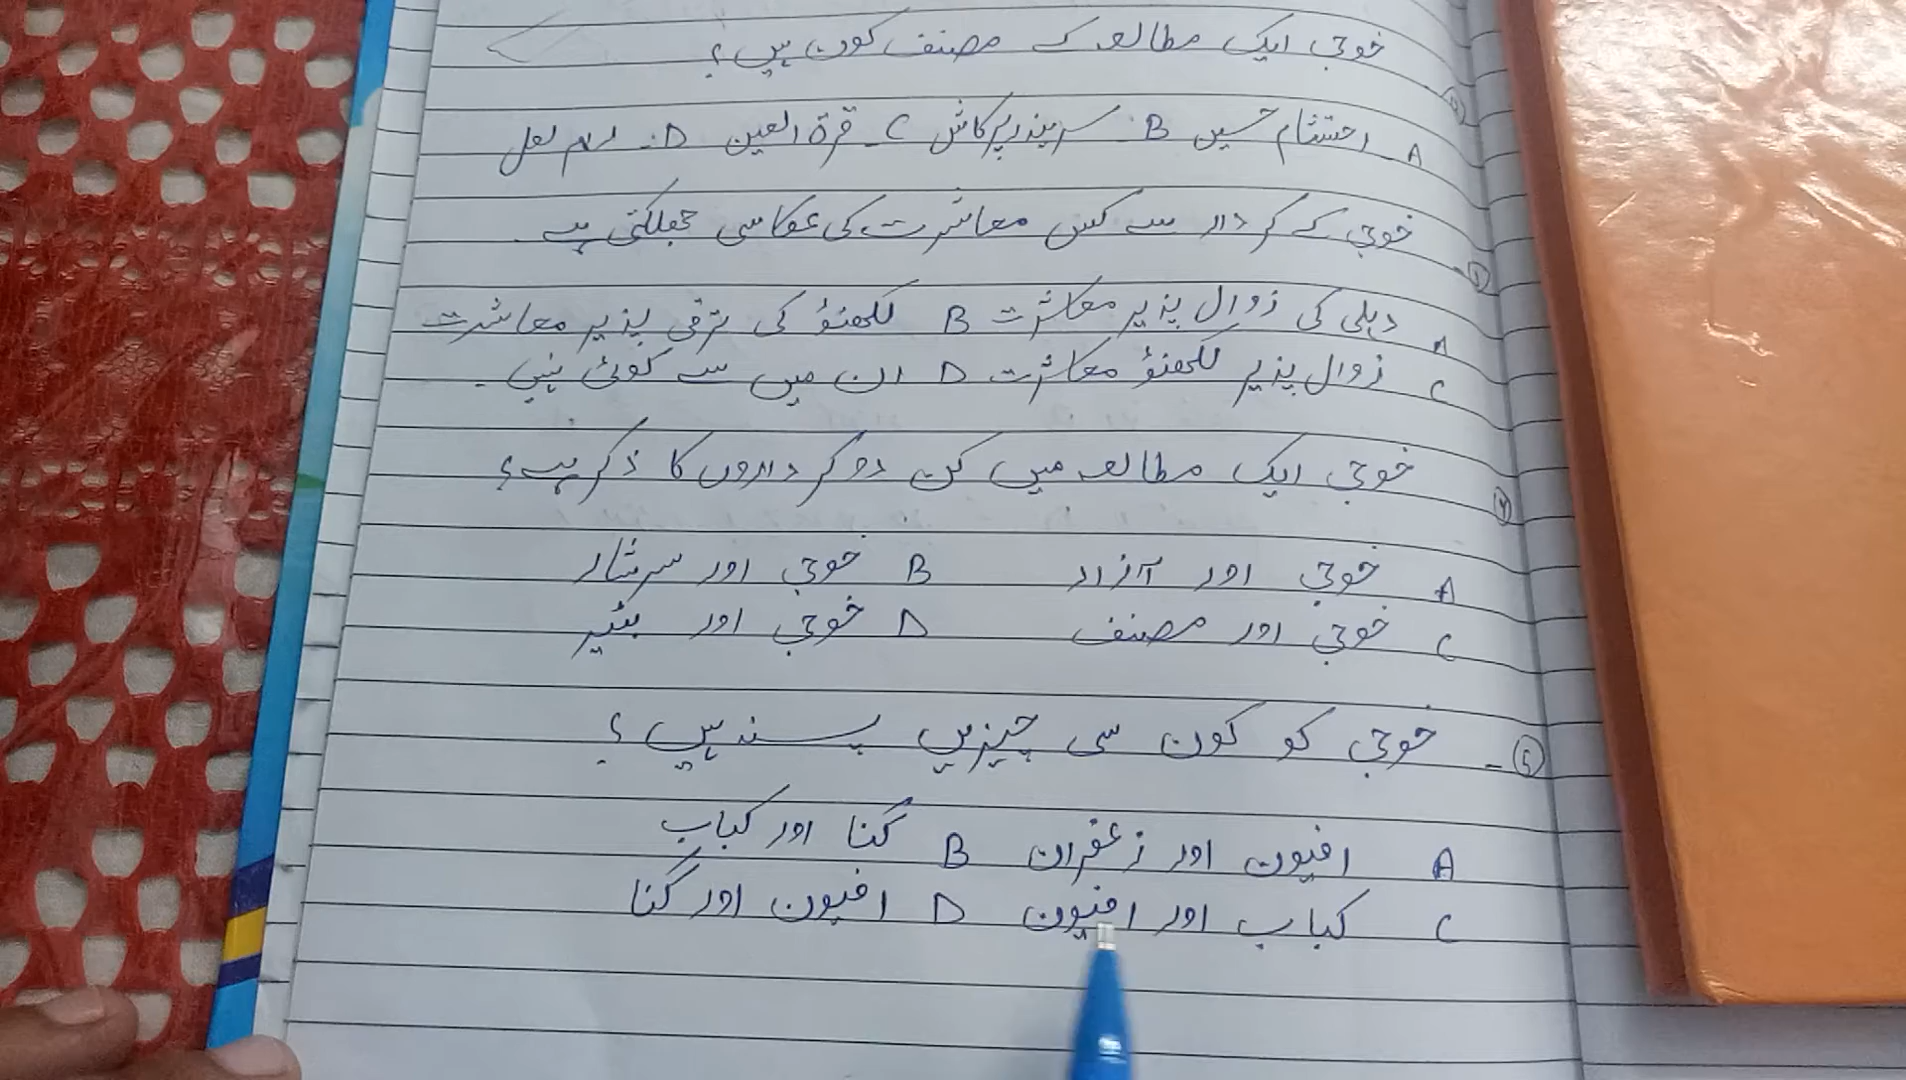 خوجی ایک مطالعہ کے مصنف کون ہیں؟
A احتشام حسین B. سریندر پرکاش C. قرۃ العین D.
خوجی کے کردار سے کس معاشرت کی عکاسی جھلکتی ہے۔
A دہلی کی زوال پذیر معاشرت B لکھنؤ کی ترقی پذیر معاشرت
C زوال پذیر لکھنؤ معاشرت D ان میں سے کوئی نہیں۔
خوجی ایک مطالعہ میں کن دو کرداروں کا ذکر ہے؟
A خوجی اور آزاد B خوجی اور سرشار
C خوجی اور مصنف D خوجی اور بٹیر
خوجی کو کون سی چیزیں پسند ہیں؟
A افیون اور زعفران B گنا اور کباب
C کباب اور افیون D افیون اور گنا